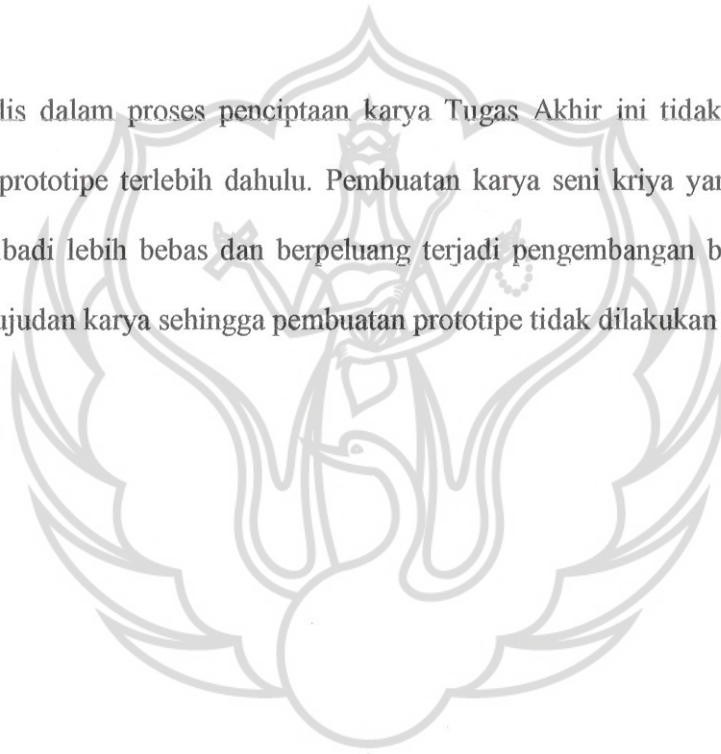 lis dalam proses penciptaan karya Tugas Akhir ini tidak
prototipe terlebih dahulu. Pembuatan karya seni kriya yan
ibadi lebih bebas dan berpeluang terjadi pengembangan b
ujudan karya sehingga pembuatan prototipe tidak dilakukan